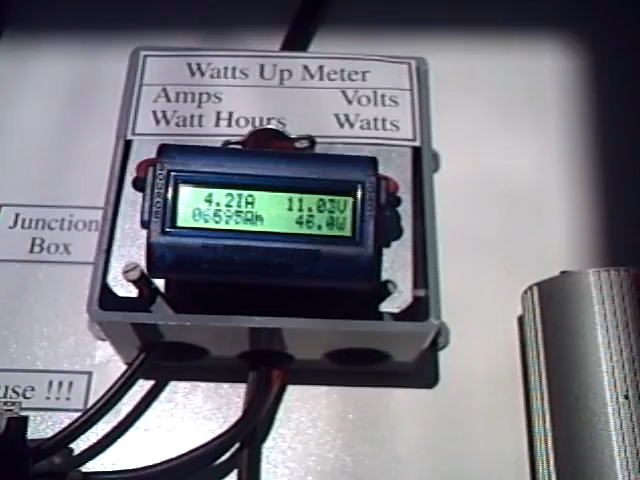 Watts Up Meter
Amps Volts
Watt Hours Watts
4.21A 11.03V
46.0W
Junction
Box
use !!!